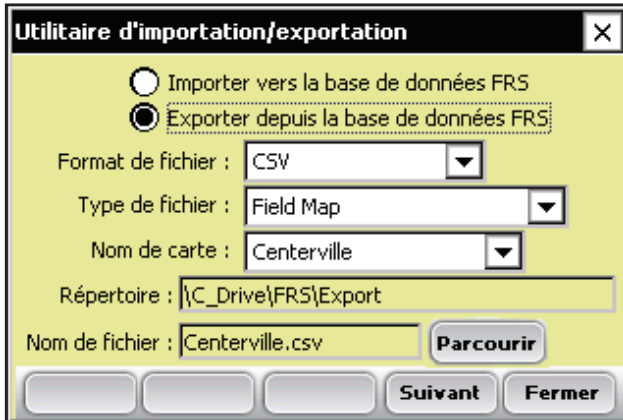 Utilitaire d'importation/exportation
Importer vers la base de données FRS
Exporter depuis la base de données FRS
Format de fichier : CSV
Type de fichier : Field Map
Nom de carte : Centerville
Répertoire : \C_Drive\FRS\Export
Nom de fichier : Centerville.csv Parcourir
Suivant Fermer